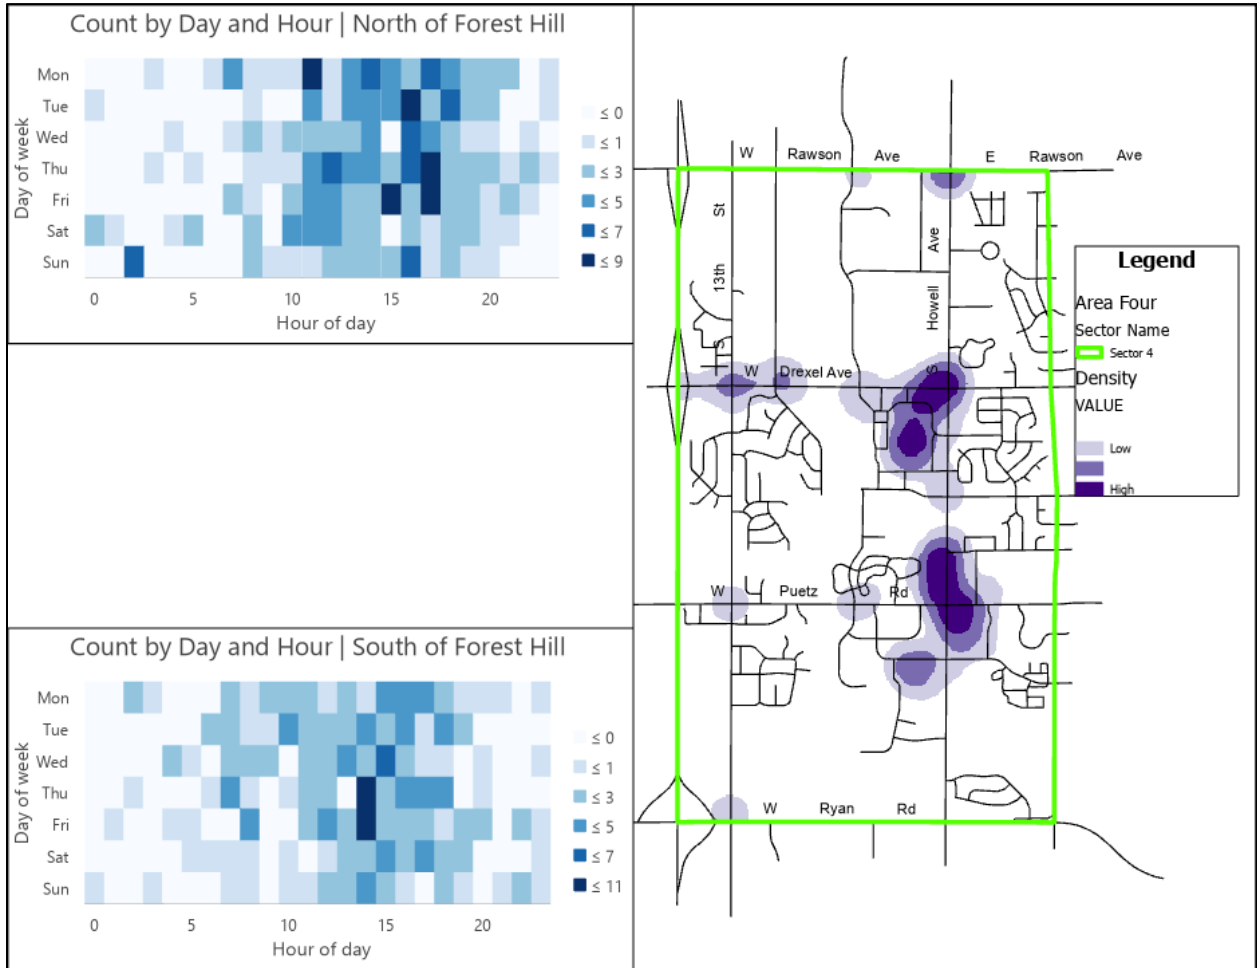 Count by Day and Hour | North of Forest Hill
Day of week
Mon
Tue
Wed
Thu
Fri
Sat
Sun
0 5 10 15 20
Hour of day
≤ 0
≤ 1
≤ 3
≤ 5
≤ 7
≤ 9
Count by Day and Hour | South of Forest Hill
Day of week
Mon
Tue
Wed
Thu
Fri
Sat
Sun
0 5 10 15 20
Hour of day
≤ 0
≤ 1
≤ 3
≤ 5
≤ 7
≤ 11
W Rawson Ave E Rawson Ave
S 13th St
S Howell Ave
W Drexel Ave
W Puetz Rd
W Ryan Rd
Legend
Area Four
Sector Name
Sector 4
Density
VALUE
Low
High